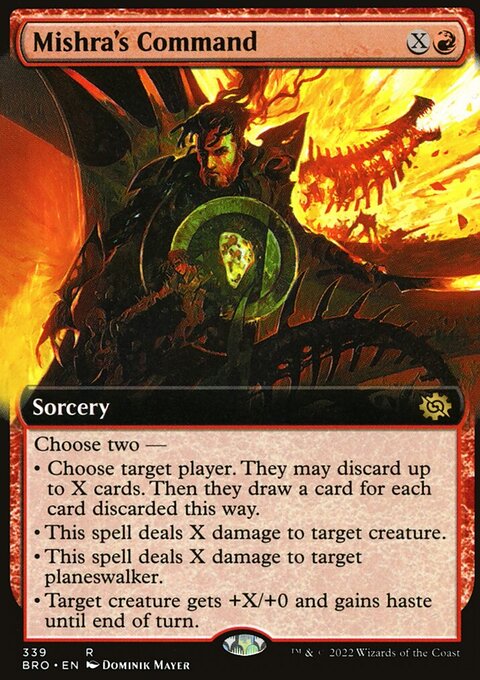 Mishra's Command X
Sorcery
Choose two —
• Choose target player. They may discard up
to X cards. Then they draw a card for each
card discarded this way.
• This spell deals X damage to target creature.
• This spell deals X damage to target
planeswalker.
• Target creature gets +X/+0 and gains haste
until end of turn.
339 R
BRO • EN Dominik Mayer
™ & © 2022 Wizards of the Coast